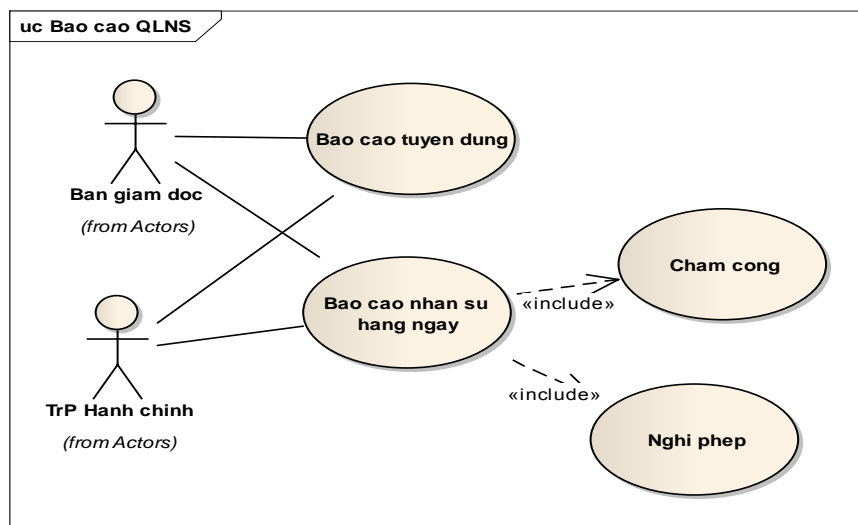 uc Bao cao QLNS
Bao cao tuyen dung
Ban giam doc
(from Actors)
Cham cong
Bao cao nhan su
hang ngay
«include»
TrP Hanh chinh
(from Actors)
«include»
Nghi phep